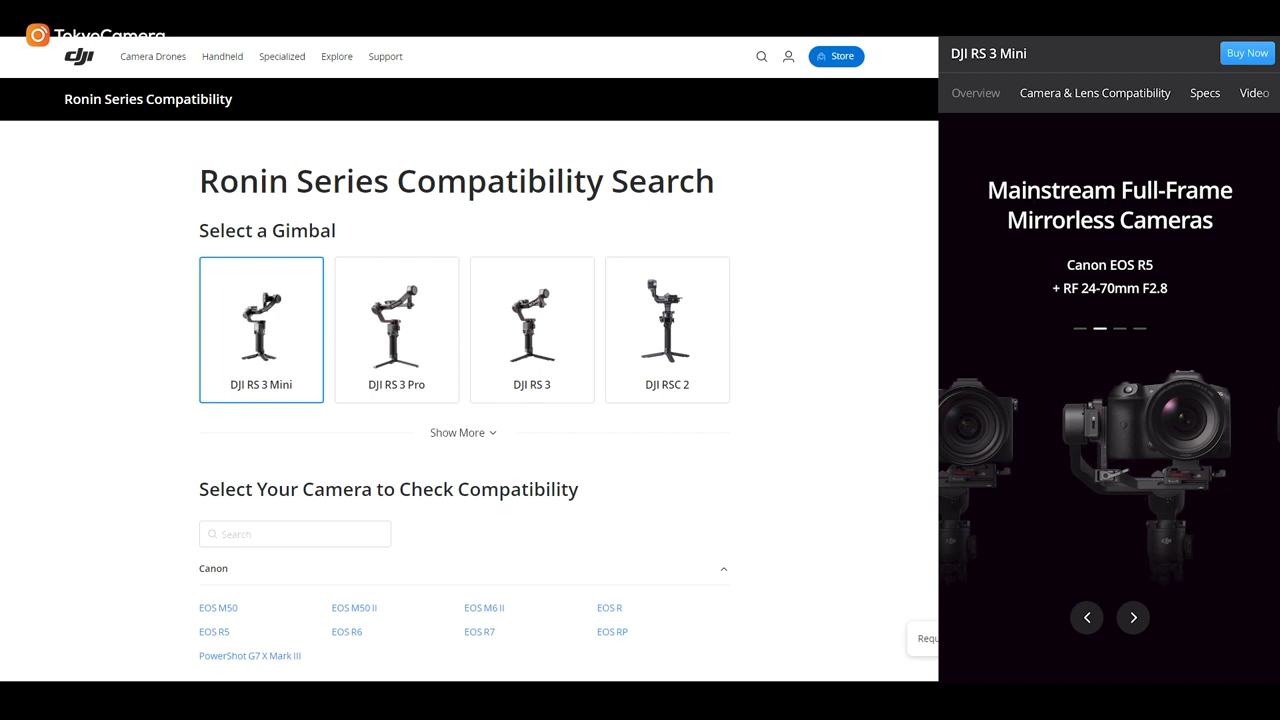 TokyoCamera
dji
Camera Drones Handheld Specialized Explore Support
Store
Ronin Series Compatibility
Ronin Series Compatibility Search
Select a Gimbal
DJI RS 3 Mini
DJI RS 3 Pro
DJI RS 3
DJI RSC 2
Show More
Select Your Camera to Check Compatibility
Search
Canon
EOS M50 EOS M50 II EOS M6 II EOS R
EOS R5 EOS R6 EOS R7 EOS RP
PowerShot G7 X Mark III
Requ
DJI RS 3 Mini
Buy Now
Overview Camera & Lens Compatibility Specs Video
Mainstream Full-Frame
Mirrorless Cameras
Canon EOS R5
+ RF 24-70mm F2.8